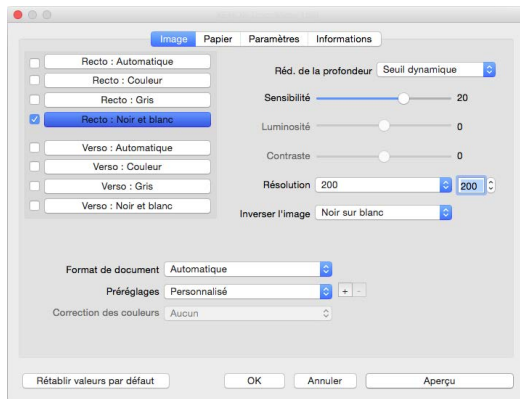 Image Papier Paramètres Informations
Recto : Automatique
Recto : Couleur
Recto : Gris
Recto : Noir et blanc
Verso : Automatique
Verso : Couleur
Verso : Gris
Verso : Noir et blanc
Réd. de la profondeur Seuil dynamique
Sensibilité 20
Luminosité 0
Contraste 0
Résolution 200 200
Inverser l'image Noir sur blanc
Format de document Automatique
Préréglages Personnalisé + -
Correction des couleurs Aucun
Rétablir valeurs par défaut OK Annuler Aperçu